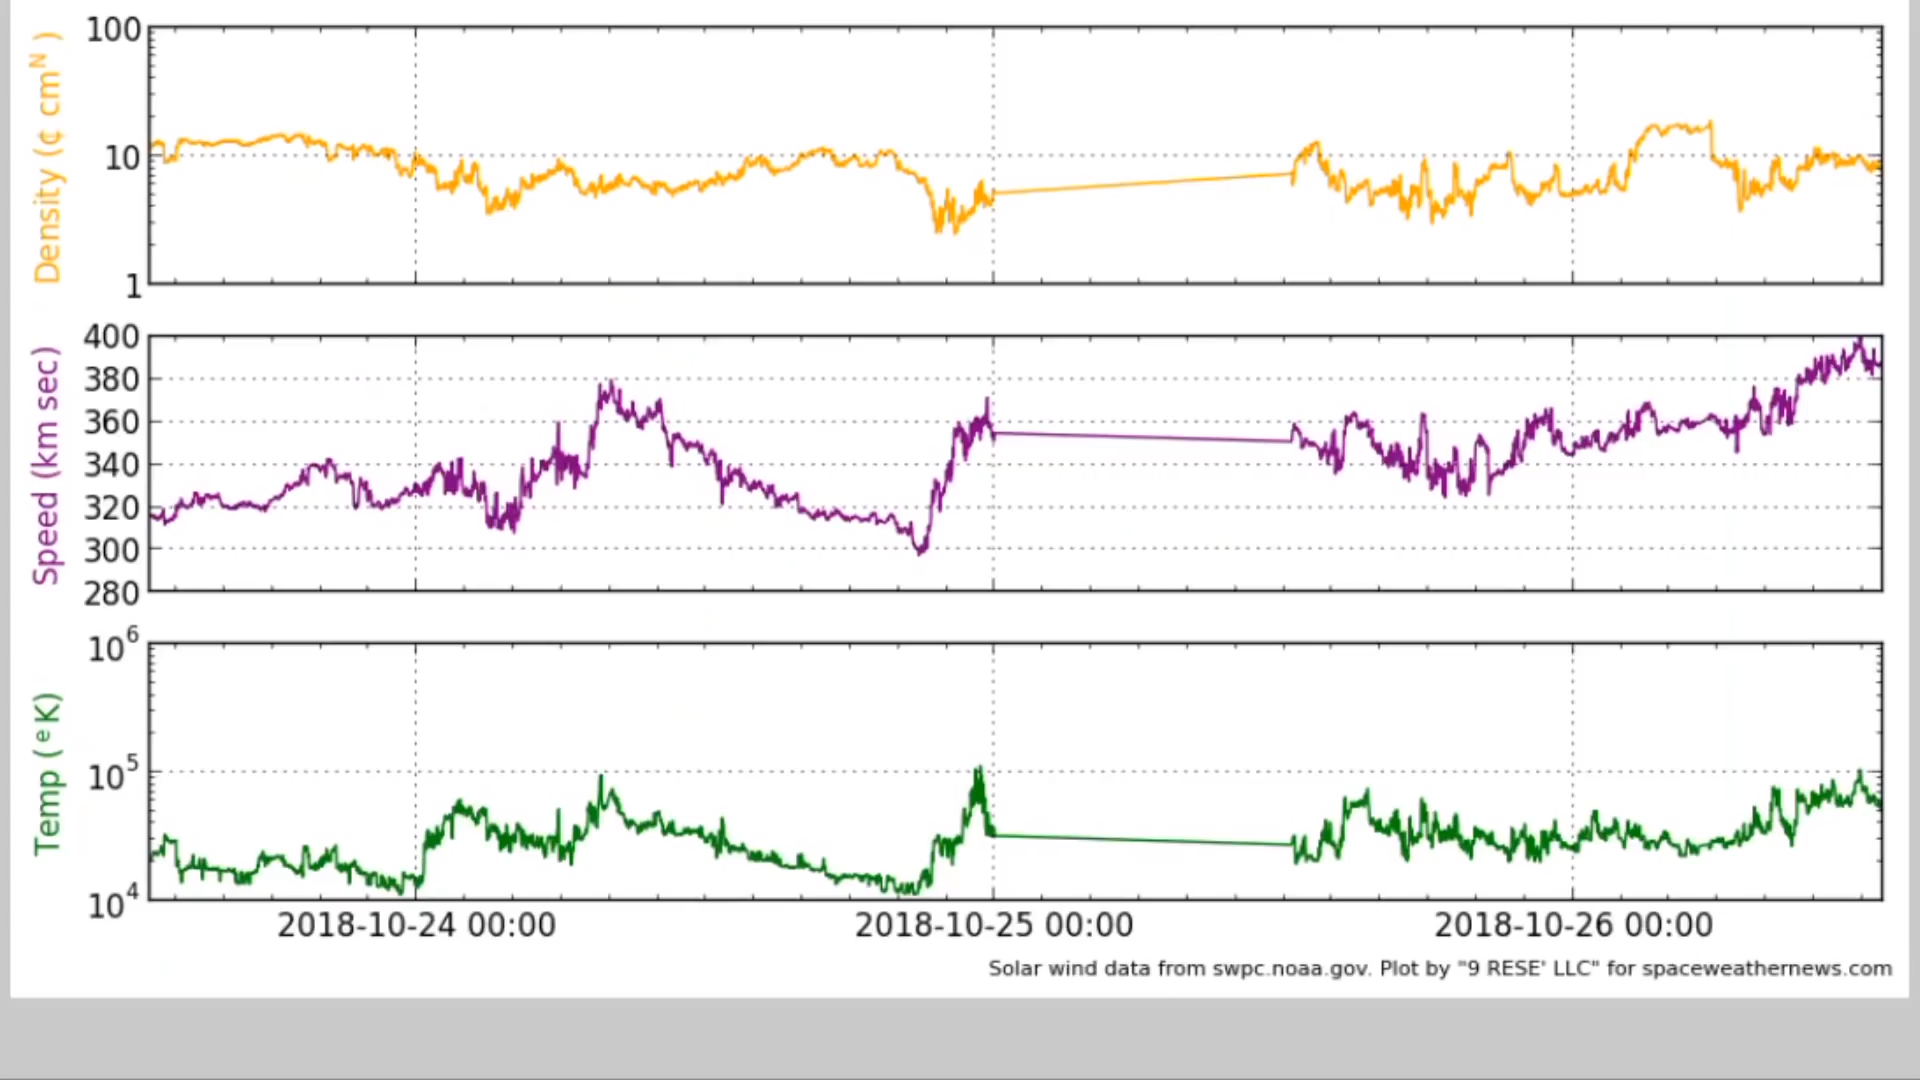 Density (¢ cmᴺ )
100
10
1
Speed (km sec)
400
380
360
340
320
300
280
Temp (ᵉK)
10⁶
10⁵
10⁴
2018-10-24 00:00 2018-10-25 00:00 2018-10-26 00:00
Solar wind data from swpc.noaa.gov. Plot by "9 RESE' LLC" for spaceweathernews.com